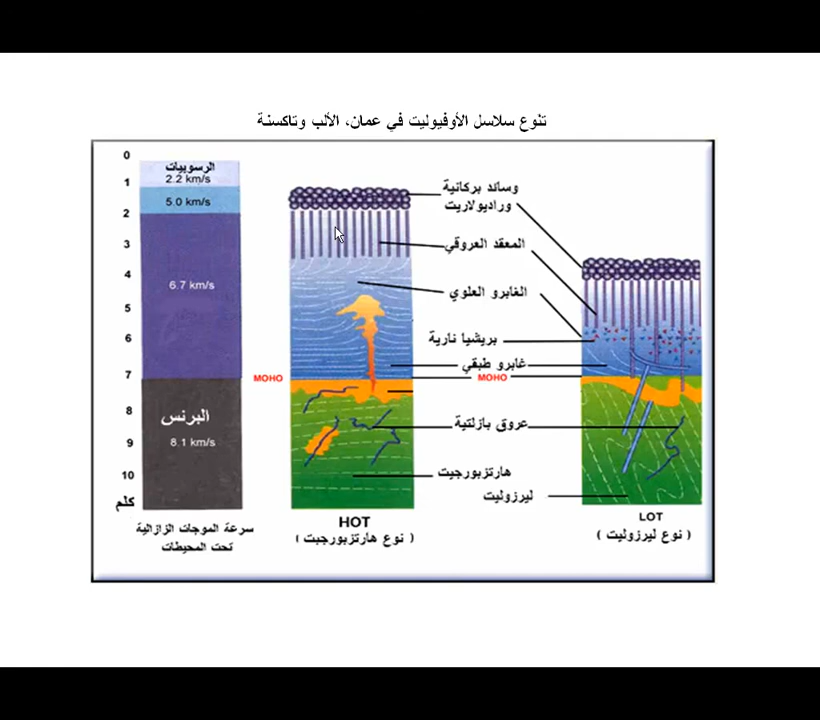 تنوع سلاسل الأوفيوليت في عمان، الألب وتاكسنة
0
1
2
3
4
5
6
7
8
9
10
كلم
الرسوبيات
2.2 km/s
5.0 km/s
6.7 km/s
البرنس
8.1 km/s
سرعة الموجات الزازالية
تحت المحيطات
MOHO
وسائد بركانية
وراديولاريت
المعقد العروقي
الغابرو العلوي
بريشيا نارية
غابرو طبقي
MOHO
عروق بازلتية
هارتزبورجيت
ليرزوليت
HOT
( نوع هارتزبورجيت )
LOT
( نوع ليرزوليت )